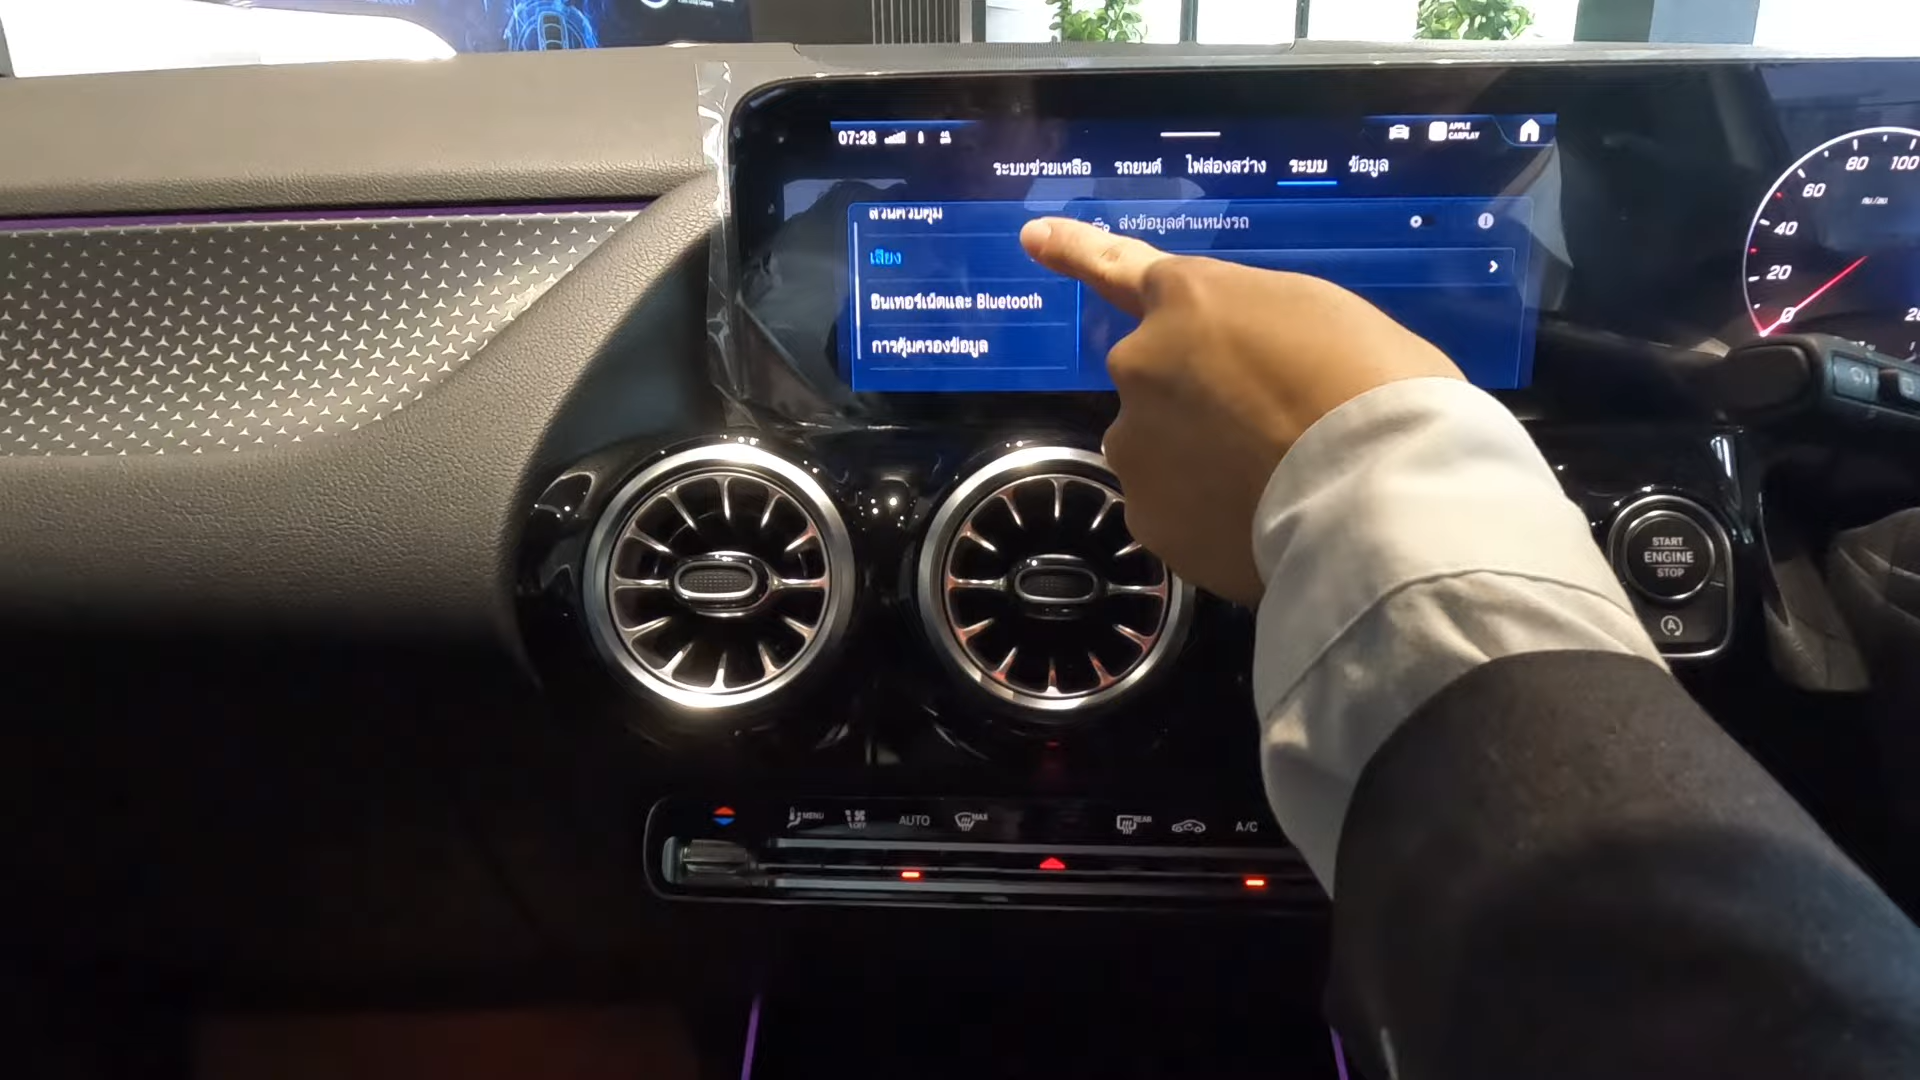 07:28
APPLE
CARPLAY
ระบบช่วยเหลือ รถยนต์ ไฟส่องสว่าง ระบบ ข้อมูล
ส่วนควบคุม
ส่งข้อมูลตำแหน่งรถ
เสียง
อินเทอร์เน็ตและ Bluetooth
การคุ้มครองข้อมูล
100
80
60
40
20
0
START
ENGINE
STOP
A
MENU
OFF
AUTO
MAX
REAR
A/C